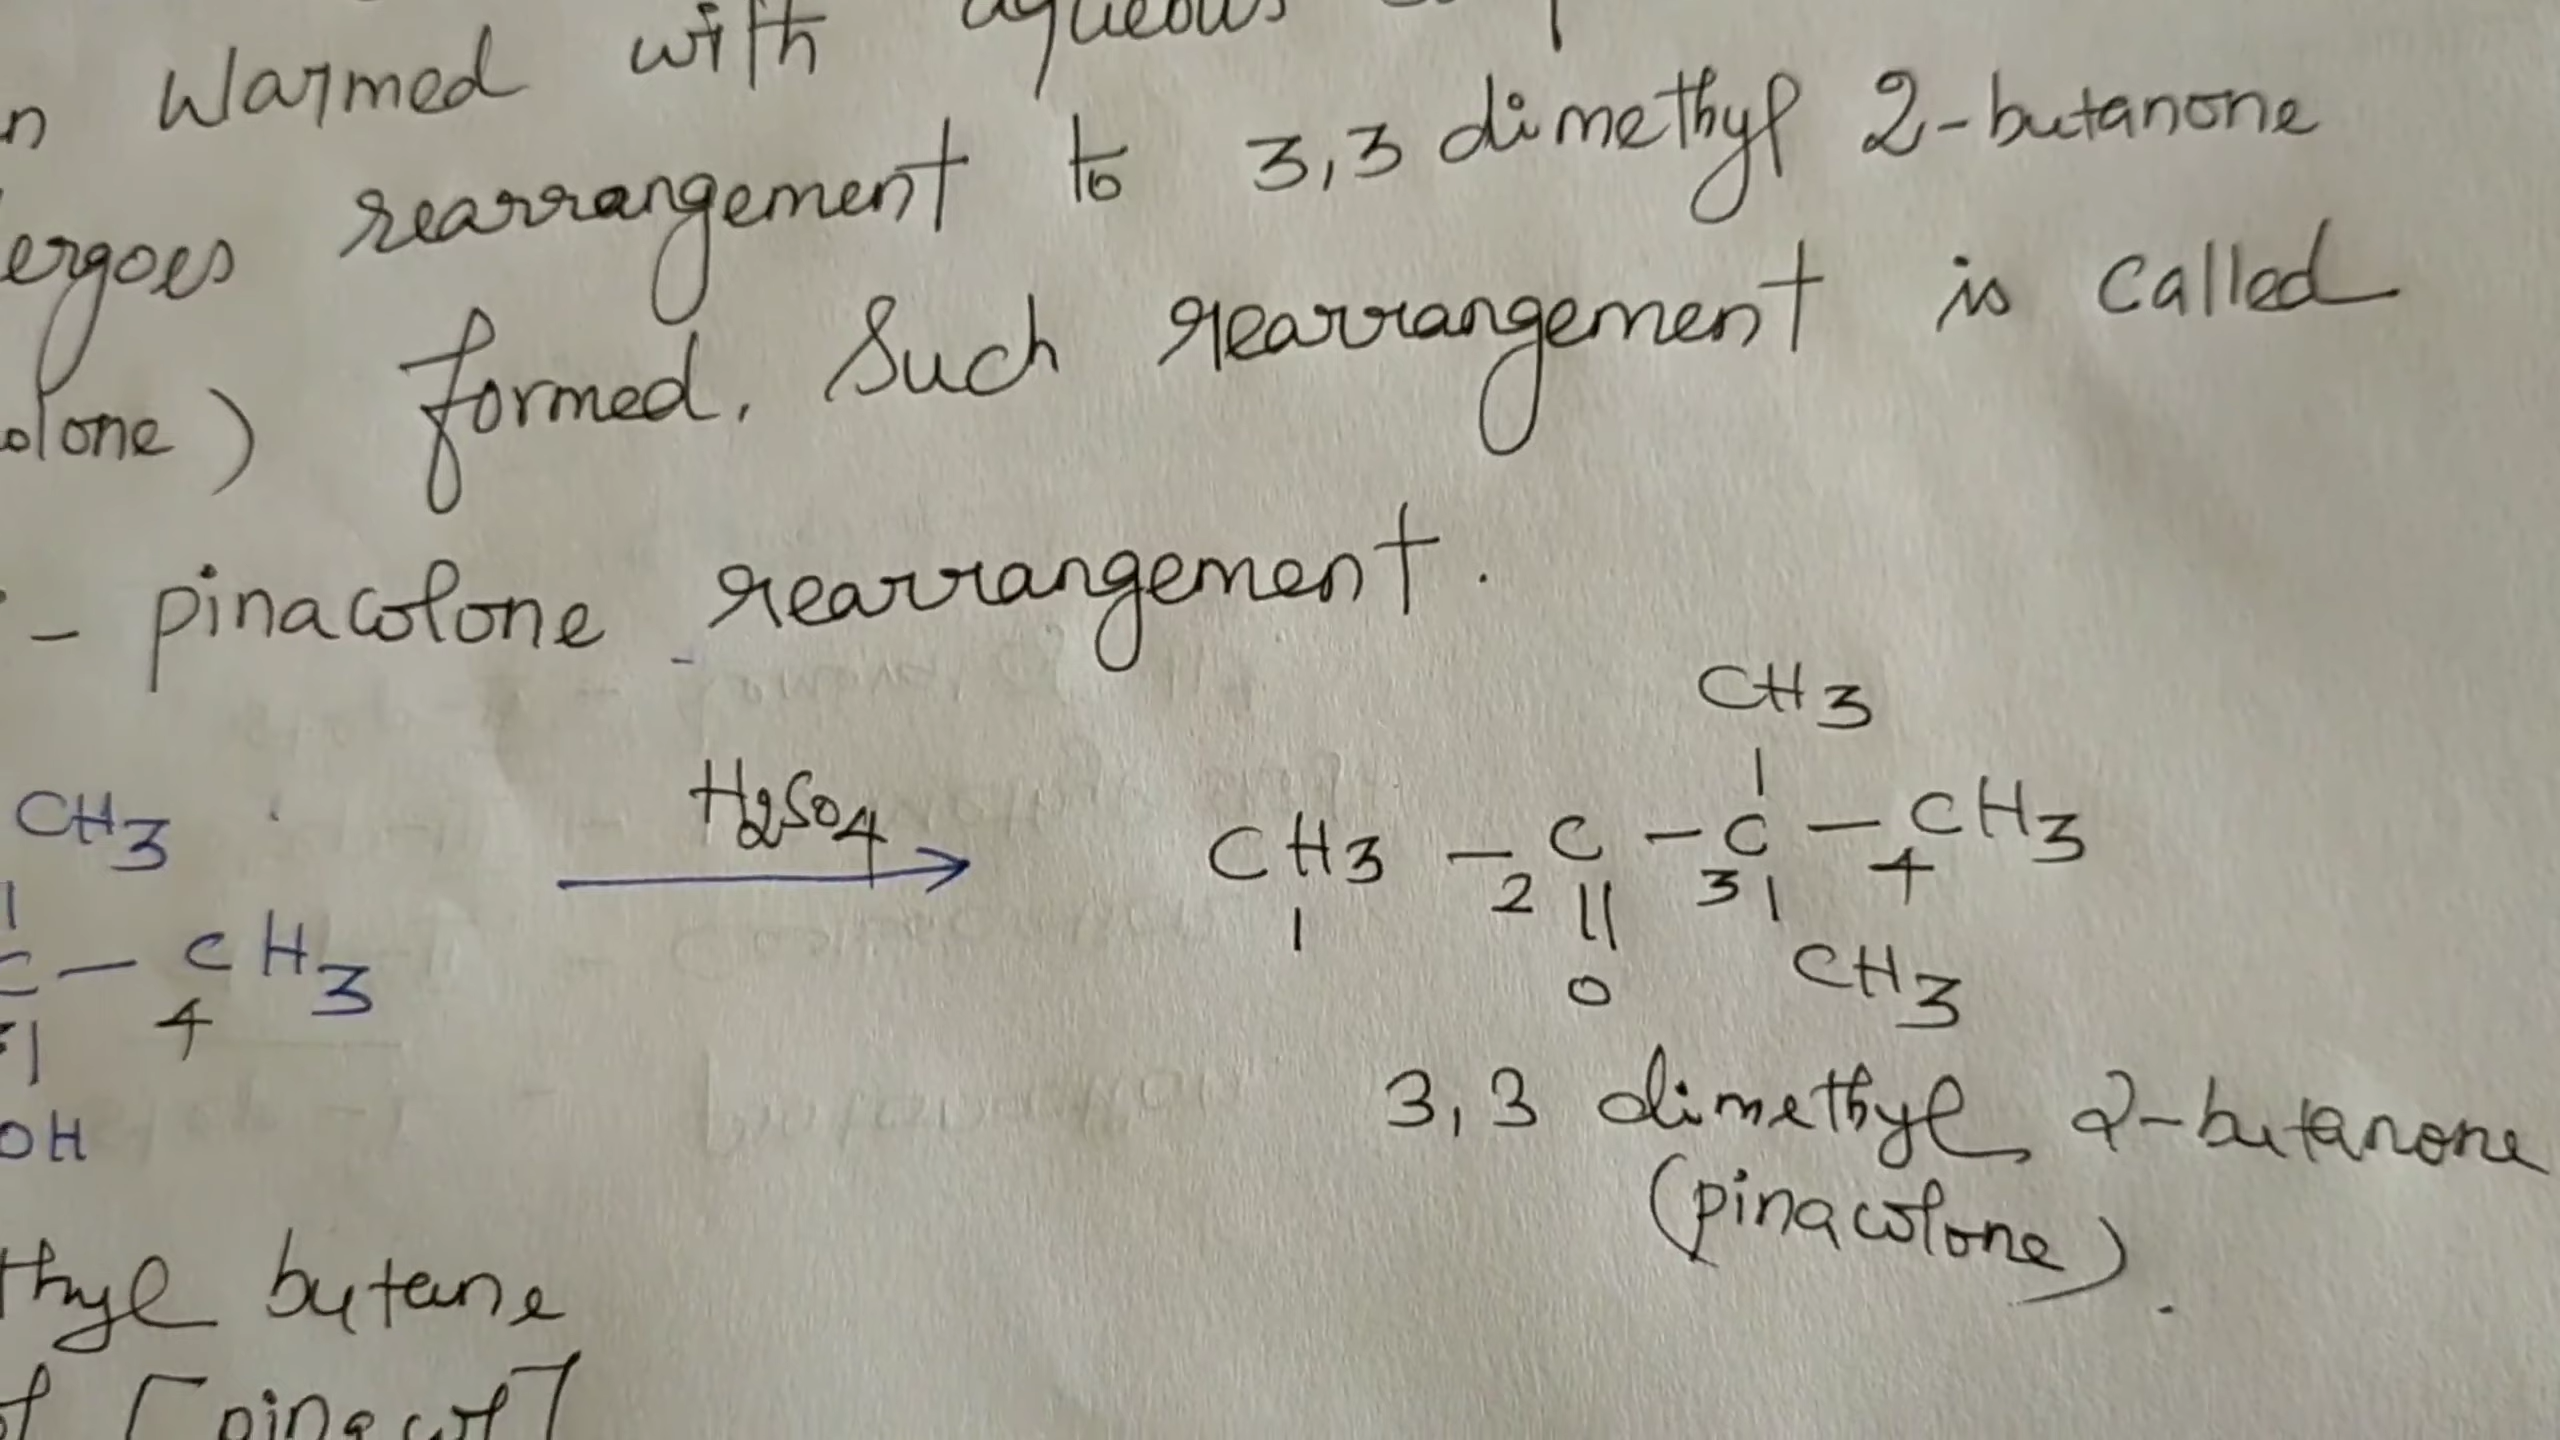 n warmed with aqueous
ergoes rearrangement to 3,3 dimethyl 2-butanone
olone) formed. Such rearrangement is called
- pinacolone rearrangement.
CH3
CH3 H2SO4 CH3 - C - C - CH3
1 2 || 3 | 4
C - CH3 O CH3
4
OH 3,3 dimethyl 2-butanone
(pinacolone).
thyl butane
[pinacol]